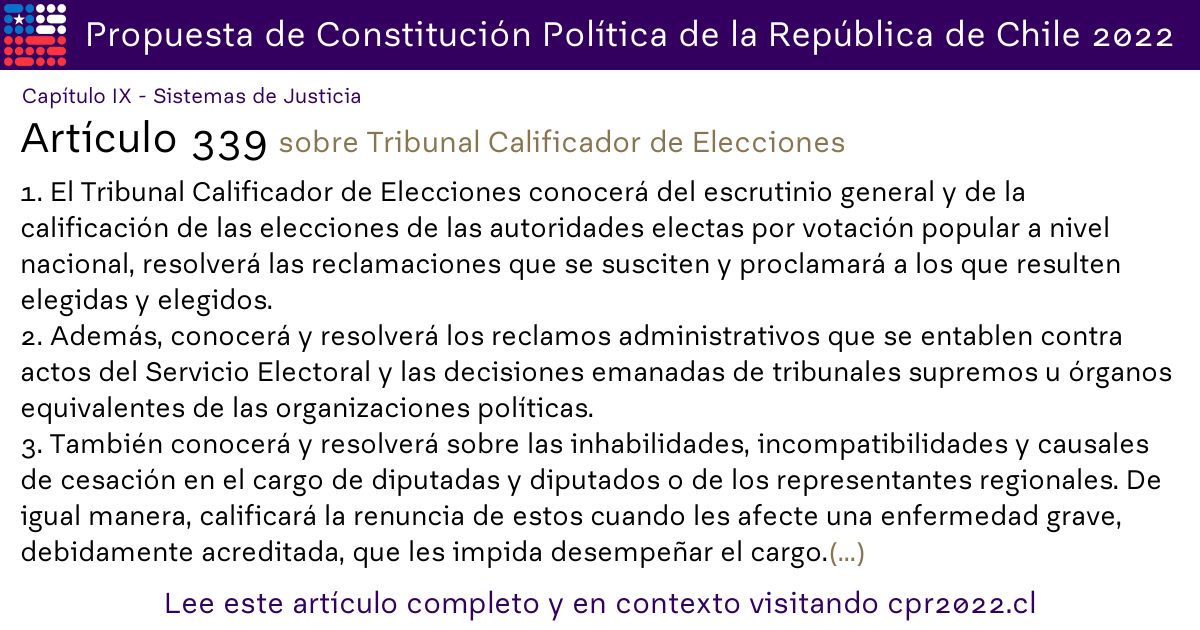 Propuesta de Constitución Política de la República de Chile 2022
Capítulo IX - Sistemas de Justicia
Artículo 339 sobre Tribunal Calificador de Elecciones
1. El Tribunal Calificador de Elecciones conocerá del escrutinio general y de la
calificación de las elecciones de las autoridades electas por votación popular a nivel
nacional, resolverá las reclamaciones que se susciten y proclamará a los que resulten
elegidas y elegidos.
2. Además, conocerá y resolverá los reclamos administrativos que se entablen contra
actos del Servicio Electoral y las decisiones emanadas de tribunales supremos u órganos
equivalentes de las organizaciones políticas.
3. También conocerá y resolverá sobre las inhabilidades, incompatibilidades y causales
de cesación en el cargo de diputadas y diputados o de los representantes regionales. De
igual manera, calificará la renuncia de estos cuando les afecte una enfermedad grave,
debidamente acreditada, que les impida desempeñar el cargo.(...)
Lee este artículo completo y en contexto visitando cpr2022.cl